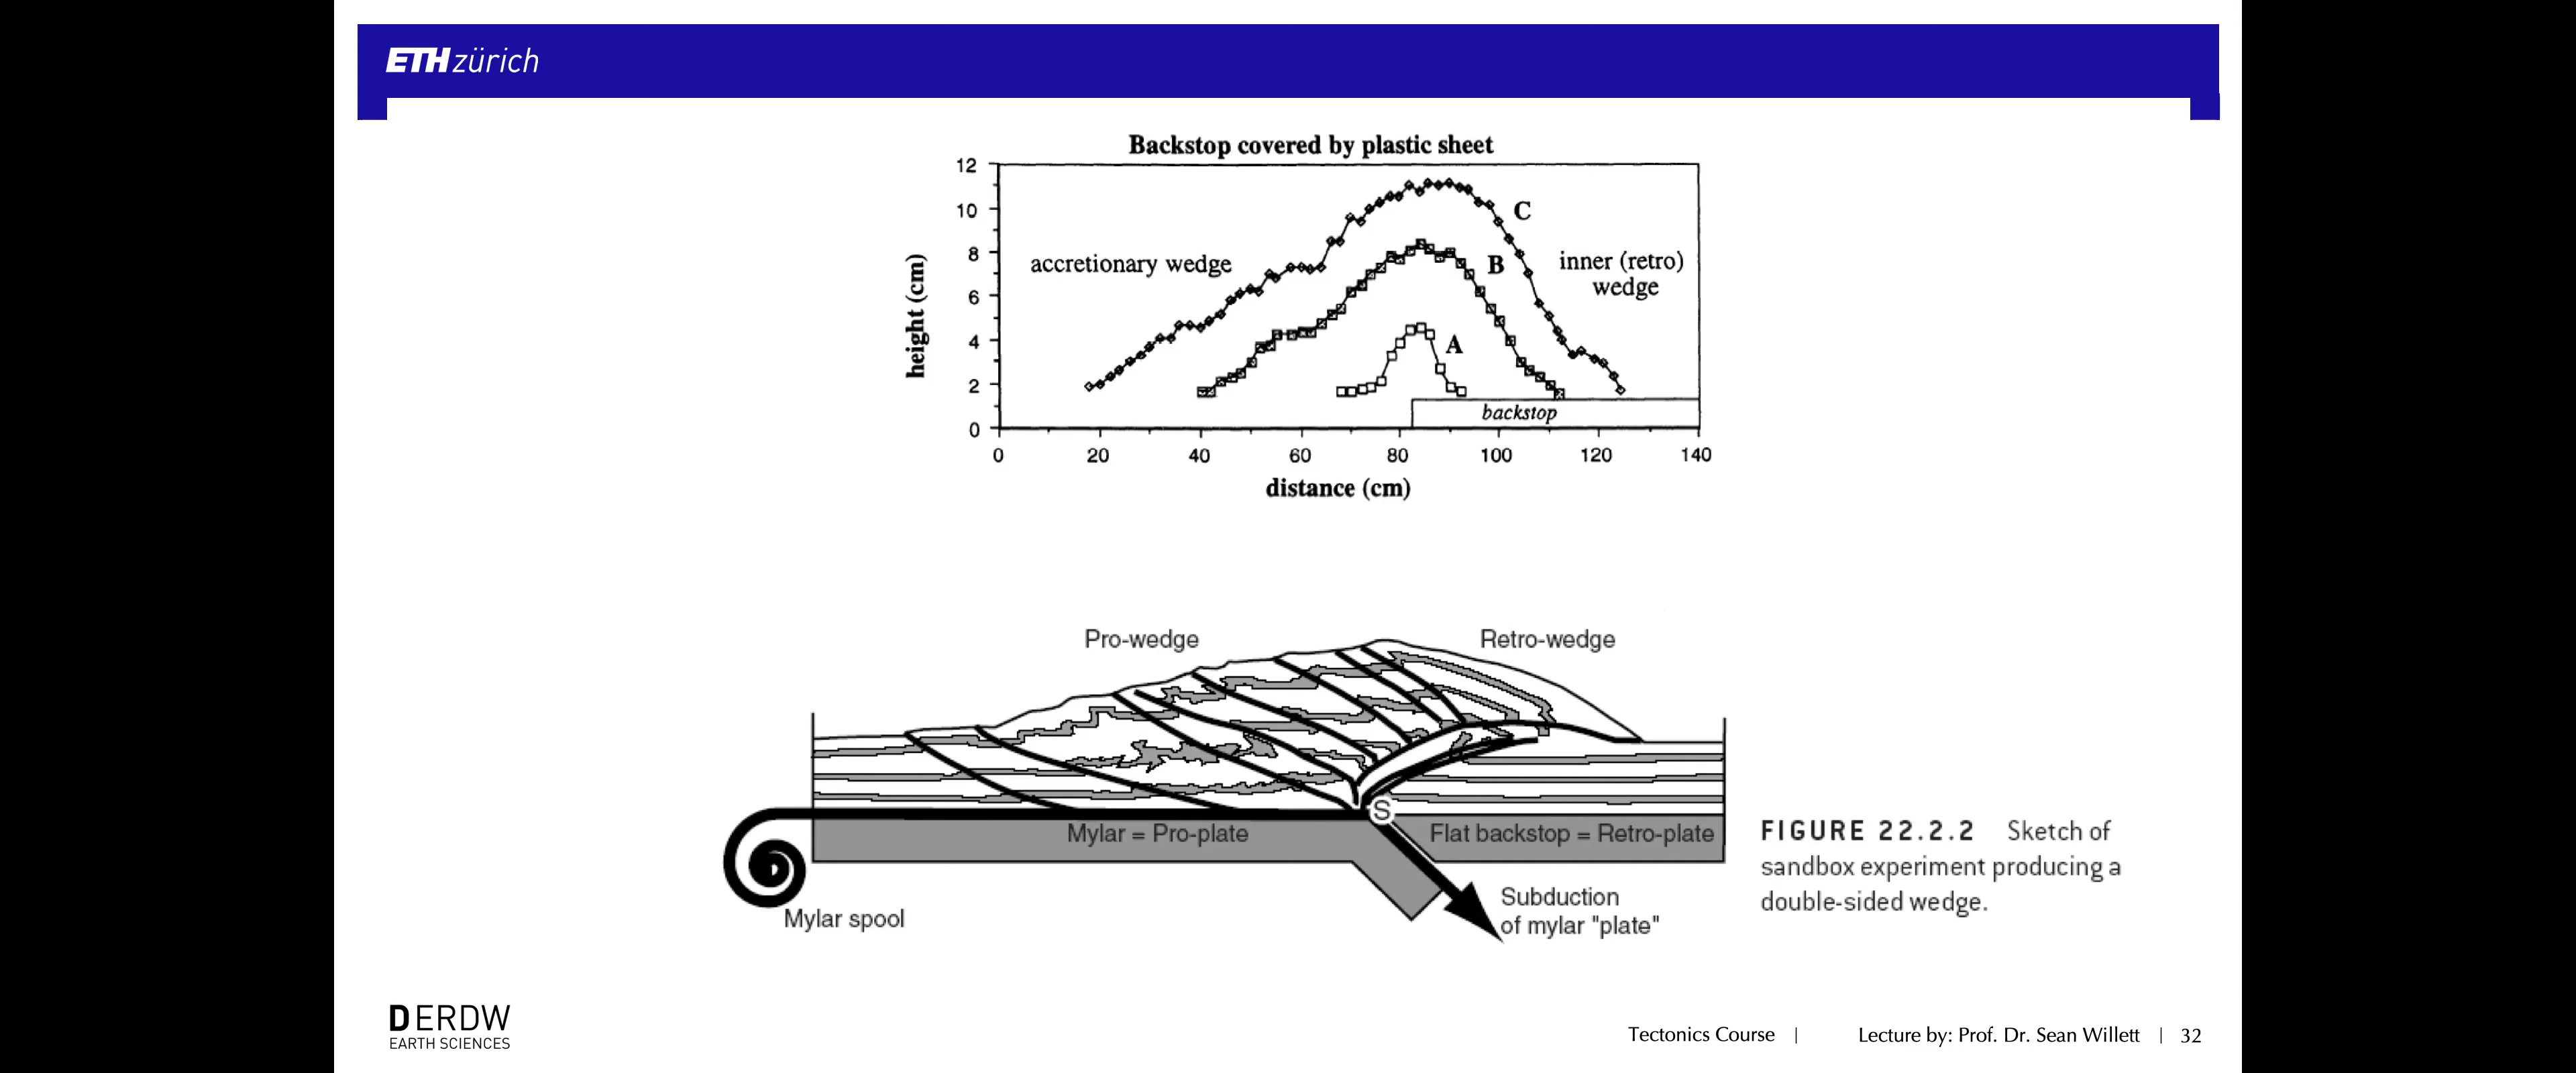 ETH zürich
Backstop covered by plastic sheet
12
10
8
6
4
2
0
height (cm)
accretionary wedge
C
B
A
inner (retro)
wedge
backstop
0 20 40 60 80 100 120 140
distance (cm)
Pro-wedge
Retro-wedge
S
Mylar = Pro-plate
Flat backstop = Retro-plate
Mylar spool
Subduction
of mylar "plate"
FIGURE 22.2.2 Sketch of
sandbox experiment producing a
double-sided wedge.
DERDW
EARTH SCIENCES
Tectonics Course | Lecture by: Prof. Dr. Sean Willett | 32